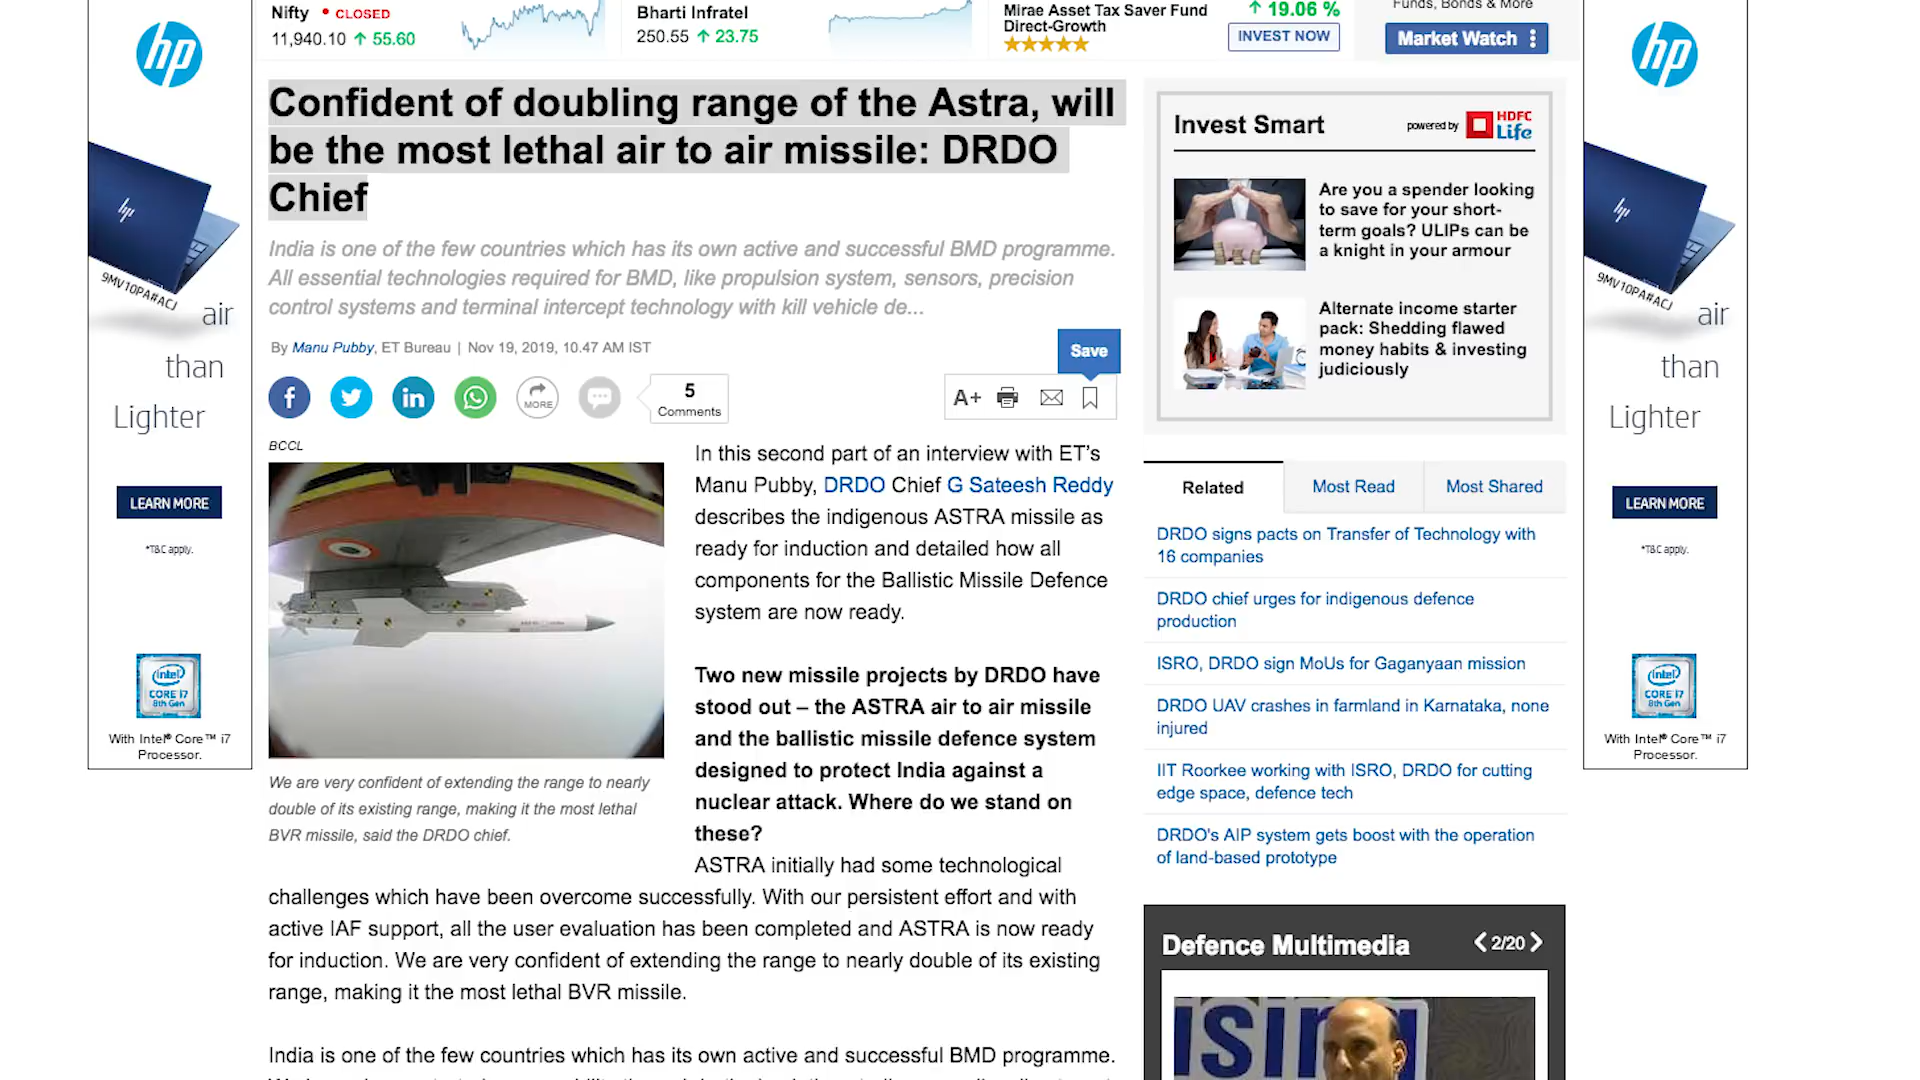 Nifty • CLOSED
11,940.10 ↑ 55.60
Bharti Infratel
250.55 ↑ 23.75
Mirae Asset Tax Saver Fund
Direct-Growth
↑ 19.06 %
INVEST NOW
Funds, Bonds & More
Market Watch
hp
hp
9MV10PA#ACJ
air
than
Lighter
LEARN MORE
*T&C apply.
intel
CORE i7
8th Gen
With Intel® Core™ i7
Processor.
Confident of doubling range of the Astra, will
be the most lethal air to air missile: DRDO
Chief
India is one of the few countries which has its own active and successful BMD programme.
All essential technologies required for BMD, like propulsion system, sensors, precision
control systems and terminal intercept technology with kill vehicle de...
By Manu Pubby, ET Bureau | Nov 19, 2019, 10.47 AM IST
Save
MORE
5
Comments
A+
BCCL
We are very confident of extending the range to nearly
double of its existing range, making it the most lethal
BVR missile, said the DRDO chief.
In this second part of an interview with ET's
Manu Pubby, DRDO Chief G Sateesh Reddy
describes the indigenous ASTRA missile as
ready for induction and detailed how all
components for the Ballistic Missile Defence
system are now ready.
Two new missile projects by DRDO have
stood out – the ASTRA air to air missile
and the ballistic missile defence system
designed to protect India against a
nuclear attack. Where do we stand on
these?
ASTRA initially had some technological
challenges which have been overcome successfully. With our persistent effort and with
active IAF support, all the user evaluation has been completed and ASTRA is now ready
for induction. We are very confident of extending the range to nearly double of its existing
range, making it the most lethal BVR missile.
India is one of the few countries which has its own active and successful BMD programme.
Invest Smart
powered by
HDFC
Life
Are you a spender looking
to save for your short-
term goals? ULIPs can be
a knight in your armour
Alternate income starter
pack: Shedding flawed
money habits & investing
judiciously
Related
Most Read
Most Shared
DRDO signs pacts on Transfer of Technology with
16 companies
DRDO chief urges for indigenous defence
production
ISRO, DRDO sign MoUs for Gaganyaan mission
DRDO UAV crashes in farmland in Karnataka, none
injured
IIT Roorkee working with ISRO, DRDO for cutting
edge space, defence tech
DRDO's AIP system gets boost with the operation
of land-based prototype
Defence Multimedia
2/20
ising
hp
hp
9MV10PA#ACJ
air
than
Lighter
LEARN MORE
*T&C apply.
intel
CORE i7
8th Gen
With Intel® Core™ i7
Processor.